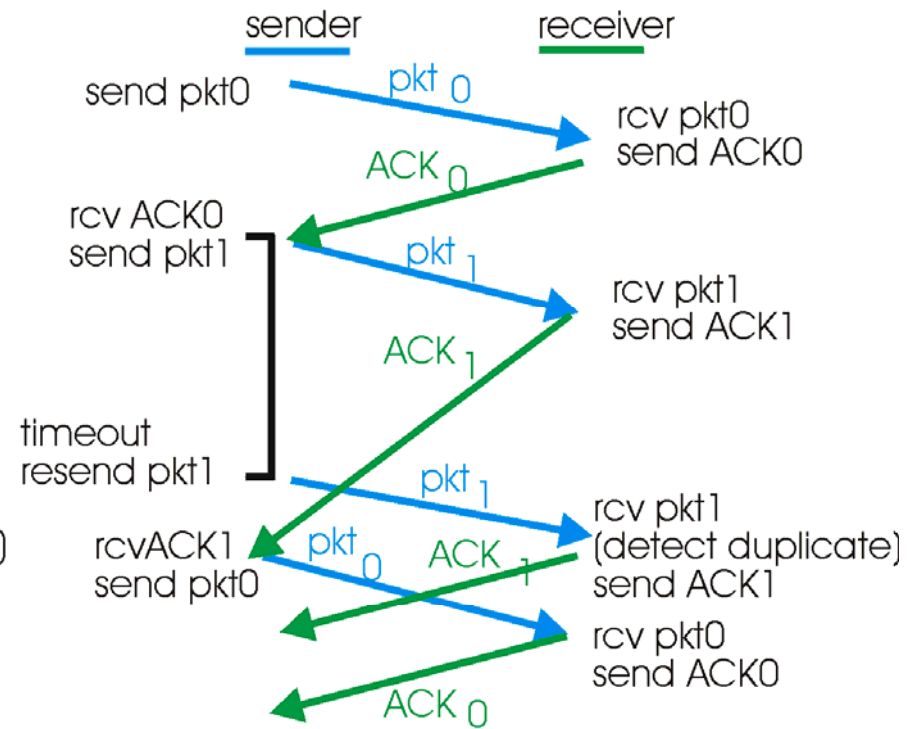 sender
receiver
send pkt0
pkt 0
rcv pkt0
send ACK0
ACK 0
rcv ACK0
send pkt1
pkt 1
rcv pkt1
send ACK1
ACK 1
timeout
resend pkt1
pkt 1
rcv pkt1
(detect duplicate)
send ACK1
rcvACK1
send pkt0
pkt 0
ACK 1
rcv pkt0
send ACK0
ACK 0